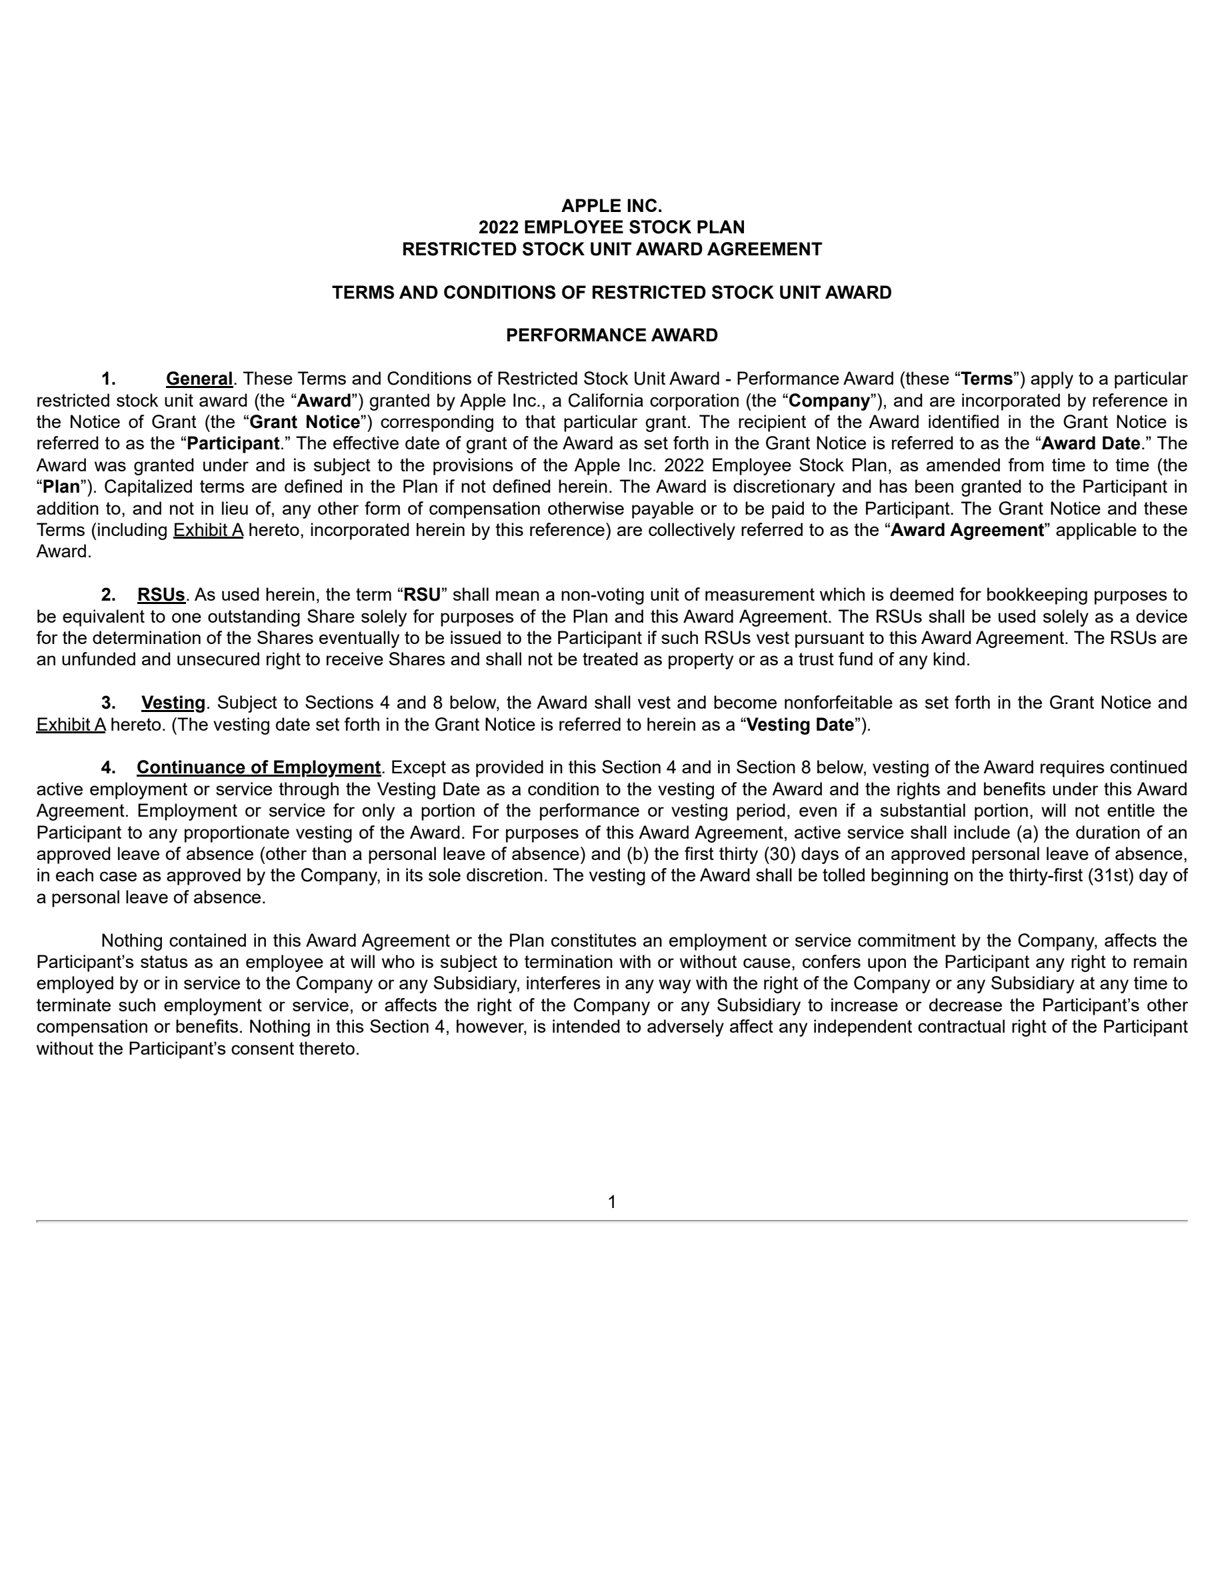 APPLE INC.
2022 EMPLOYEE STOCK PLAN
RESTRICTED STOCK UNIT AWARD AGREEMENT
TERMS AND CONDITIONS OF RESTRICTED STOCK UNIT AWARD
PERFORMANCE AWARD
1. General. These Terms and Conditions of Restricted Stock Unit Award - Performance Award (these “Terms”) apply to a particular
restricted stock unit award (the “Award”) granted by Apple Inc., a California corporation (the “Company”), and are incorporated by reference in
the Notice of Grant (the “Grant Notice”) corresponding to that particular grant. The recipient of the Award identified in the Grant Notice is
referred to as the “Participant.” The effective date of grant of the Award as set forth in the Grant Notice is referred to as the “Award Date.” The
Award was granted under and is subject to the provisions of the Apple Inc. 2022 Employee Stock Plan, as amended from time to time (the
“Plan”). Capitalized terms are defined in the Plan if not defined herein. The Award is discretionary and has been granted to the Participant in
addition to, and not in lieu of, any other form of compensation otherwise payable or to be paid to the Participant. The Grant Notice and these
Terms (including Exhibit A hereto, incorporated herein by this reference) are collectively referred to as the “Award Agreement” applicable to the
Award.
2. RSUs. As used herein, the term “RSU” shall mean a non-voting unit of measurement which is deemed for bookkeeping purposes to
be equivalent to one outstanding Share solely for purposes of the Plan and this Award Agreement. The RSUs shall be used solely as a device
for the determination of the Shares eventually to be issued to the Participant if such RSUs vest pursuant to this Award Agreement. The RSUs are
an unfunded and unsecured right to receive Shares and shall not be treated as property or as a trust fund of any kind.
3. Vesting. Subject to Sections 4 and 8 below, the Award shall vest and become nonforfeitable as set forth in the Grant Notice and
Exhibit A hereto. (The vesting date set forth in the Grant Notice is referred to herein as a “Vesting Date”).
4. Continuance of Employment. Except as provided in this Section 4 and in Section 8 below, vesting of the Award requires continued
active employment or service through the Vesting Date as a condition to the vesting of the Award and the rights and benefits under this Award
Agreement. Employment or service for only a portion of the performance or vesting period, even if a substantial portion, will not entitle the
Participant to any proportionate vesting of the Award. For purposes of this Award Agreement, active service shall include (a) the duration of an
approved leave of absence (other than a personal leave of absence) and (b) the first thirty (30) days of an approved personal leave of absence,
in each case as approved by the Company, in its sole discretion. The vesting of the Award shall be tolled beginning on the thirty-first (31st) day of
a personal leave of absence.
Nothing contained in this Award Agreement or the Plan constitutes an employment or service commitment by the Company, affects the
Participant’s status as an employee at will who is subject to termination with or without cause, confers upon the Participant any right to remain
employed by or in service to the Company or any Subsidiary, interferes in any way with the right of the Company or any Subsidiary at any time to
terminate such employment or service, or affects the right of the Company or any Subsidiary to increase or decrease the Participant’s other
compensation or benefits. Nothing in this Section 4, however, is intended to adversely affect any independent contractual right of the Participant
without the Participant’s consent thereto.
1